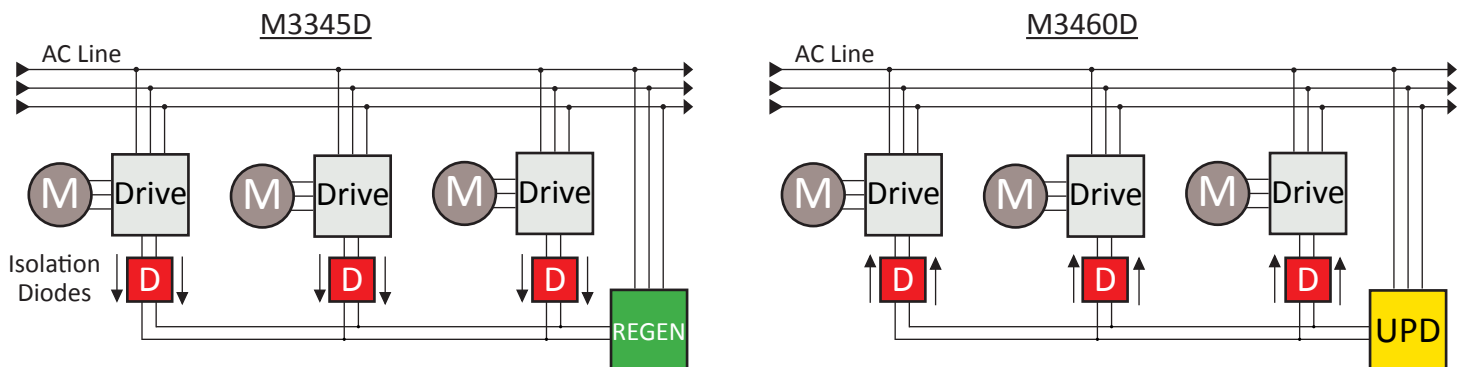 M3345D
AC Line
M Drive M Drive M Drive
Isolation
Diodes
D D D
REGEN
M3460D
AC Line
M Drive M Drive M Drive
D D D
UPD